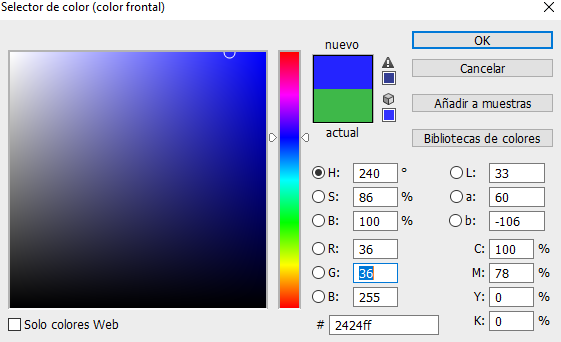 Selector de color (color frontal)
nuevo
actual
OK
Cancelar
Añadir a muestras
Bibliotecas de colores
H: 240 °
S: 86 %
B: 100 %
R: 36
G: 36
B: 255
L: 33
a: 60
b: -106
C: 100 %
M: 78 %
Y: 0 %
K: 0 %
# 2424ff
Solo colores Web